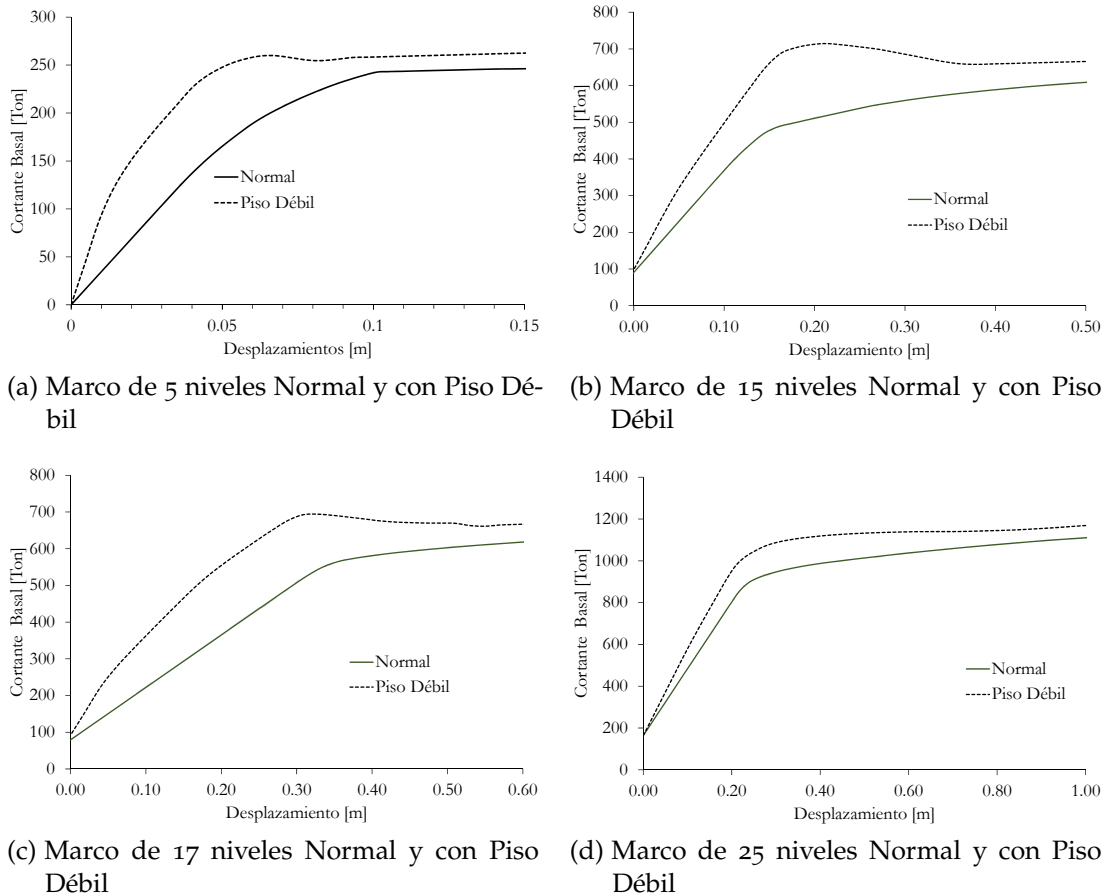 300
250
200
150
100
50
0
Cortante Basal [Ton]
Normal
Piso Débil
0 0.05 0.1 0.15
Desplazamientos [m]
(a) Marco de 5 niveles Normal y con Piso Dé-
bil
800
700
600
500
400
300
200
100
0
Cortante Basal [Ton]
Normal
Piso Débil
0.00 0.10 0.20 0.30 0.40 0.50
Desplazamiento [m]
(b) Marco de 15 niveles Normal y con Piso
Débil
800
700
600
500
400
300
200
100
0
Cortante Basal [Ton]
Normal
Piso Débil
0.00 0.10 0.20 0.30 0.40 0.50 0.60
Desplazamiento [m]
(c) Marco de 17 niveles Normal y con Piso
Débil
1400
1200
1000
800
600
400
200
0
Cortante Basal [Ton]
Normal
Piso Débil
0.00 0.20 0.40 0.60 0.80 1.00
Desplazamiento [m]
(d) Marco de 25 niveles Normal y con Piso
Débil